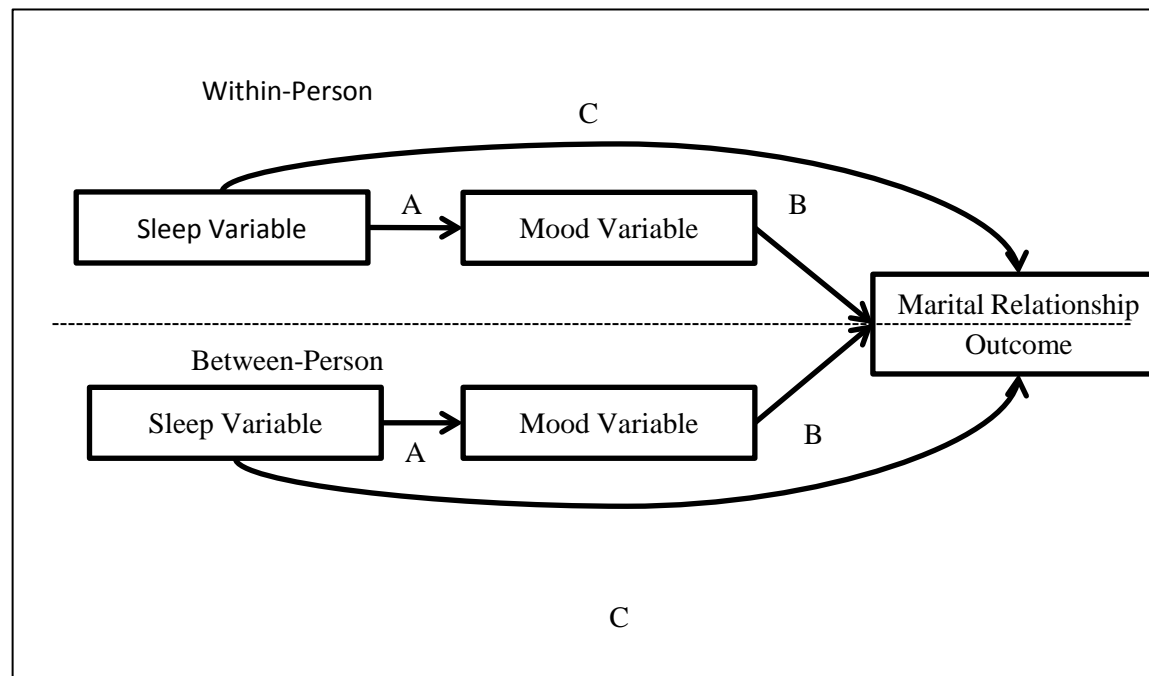 Within-Person
C
A
B
Sleep Variable
Mood Variable
Marital Relationship
Outcome
Between-Person
Sleep Variable
Mood Variable
A
B
C